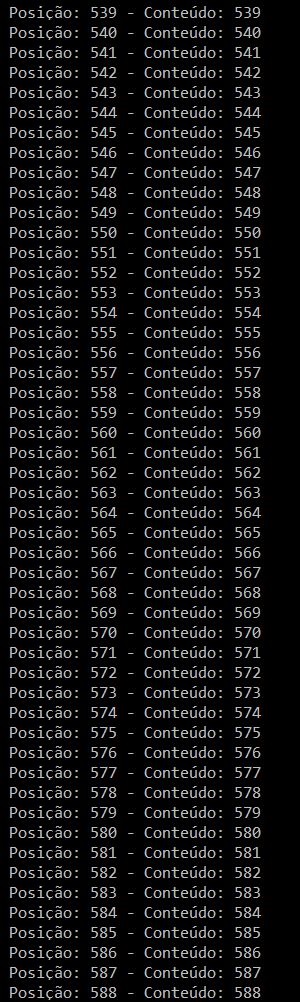 Posição: 539 - Conteúdo: 539
Posição: 540 - Conteúdo: 540
Posição: 541 - Conteúdo: 541
Posição: 542 - Conteúdo: 542
Posição: 543 - Conteúdo: 543
Posição: 544 - Conteúdo: 544
Posição: 545 - Conteúdo: 545
Posição: 546 - Conteúdo: 546
Posição: 547 - Conteúdo: 547
Posição: 548 - Conteúdo: 548
Posição: 549 - Conteúdo: 549
Posição: 550 - Conteúdo: 550
Posição: 551 - Conteúdo: 551
Posição: 552 - Conteúdo: 552
Posição: 553 - Conteúdo: 553
Posição: 554 - Conteúdo: 554
Posição: 555 - Conteúdo: 555
Posição: 556 - Conteúdo: 556
Posição: 557 - Conteúdo: 557
Posição: 558 - Conteúdo: 558
Posição: 559 - Conteúdo: 559
Posição: 560 - Conteúdo: 560
Posição: 561 - Conteúdo: 561
Posição: 562 - Conteúdo: 562
Posição: 563 - Conteúdo: 563
Posição: 564 - Conteúdo: 564
Posição: 565 - Conteúdo: 565
Posição: 566 - Conteúdo: 566
Posição: 567 - Conteúdo: 567
Posição: 568 - Conteúdo: 568
Posição: 569 - Conteúdo: 569
Posição: 570 - Conteúdo: 570
Posição: 571 - Conteúdo: 571
Posição: 572 - Conteúdo: 572
Posição: 573 - Conteúdo: 573
Posição: 574 - Conteúdo: 574
Posição: 575 - Conteúdo: 575
Posição: 576 - Conteúdo: 576
Posição: 577 - Conteúdo: 577
Posição: 578 - Conteúdo: 578
Posição: 579 - Conteúdo: 579
Posição: 580 - Conteúdo: 580
Posição: 581 - Conteúdo: 581
Posição: 582 - Conteúdo: 582
Posição: 583 - Conteúdo: 583
Posição: 584 - Conteúdo: 584
Posição: 585 - Conteúdo: 585
Posição: 586 - Conteúdo: 586
Posição: 587 - Conteúdo: 587
Posição: 588 - Conteúdo: 588